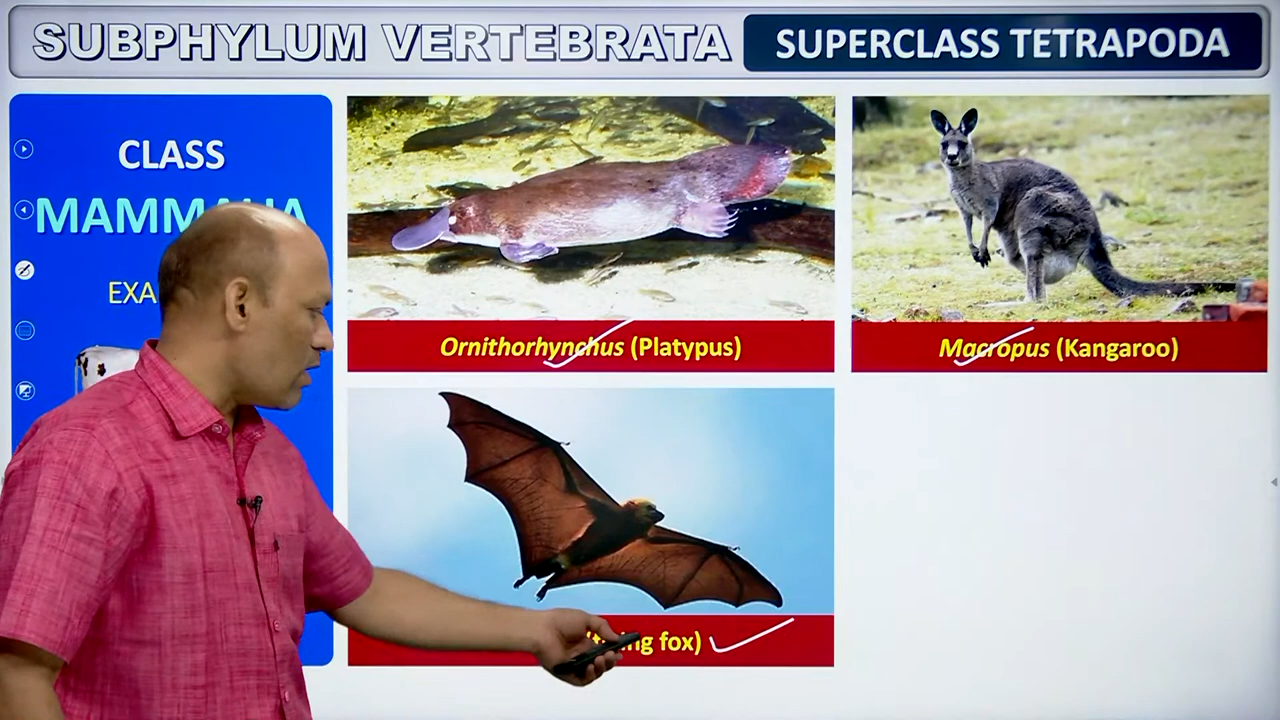 SUBPHYLUM VERTEBRATA
SUPERCLASS TETRAPODA
CLASS
Ornithorhynchus (Platypus)
Macropus (Kangaroo)
fox)